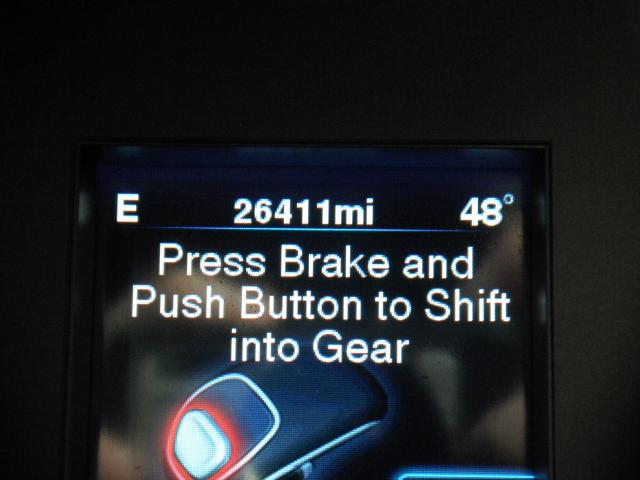 E 26411mi 48°
Press Brake and
Push Button to Shift
into Gear